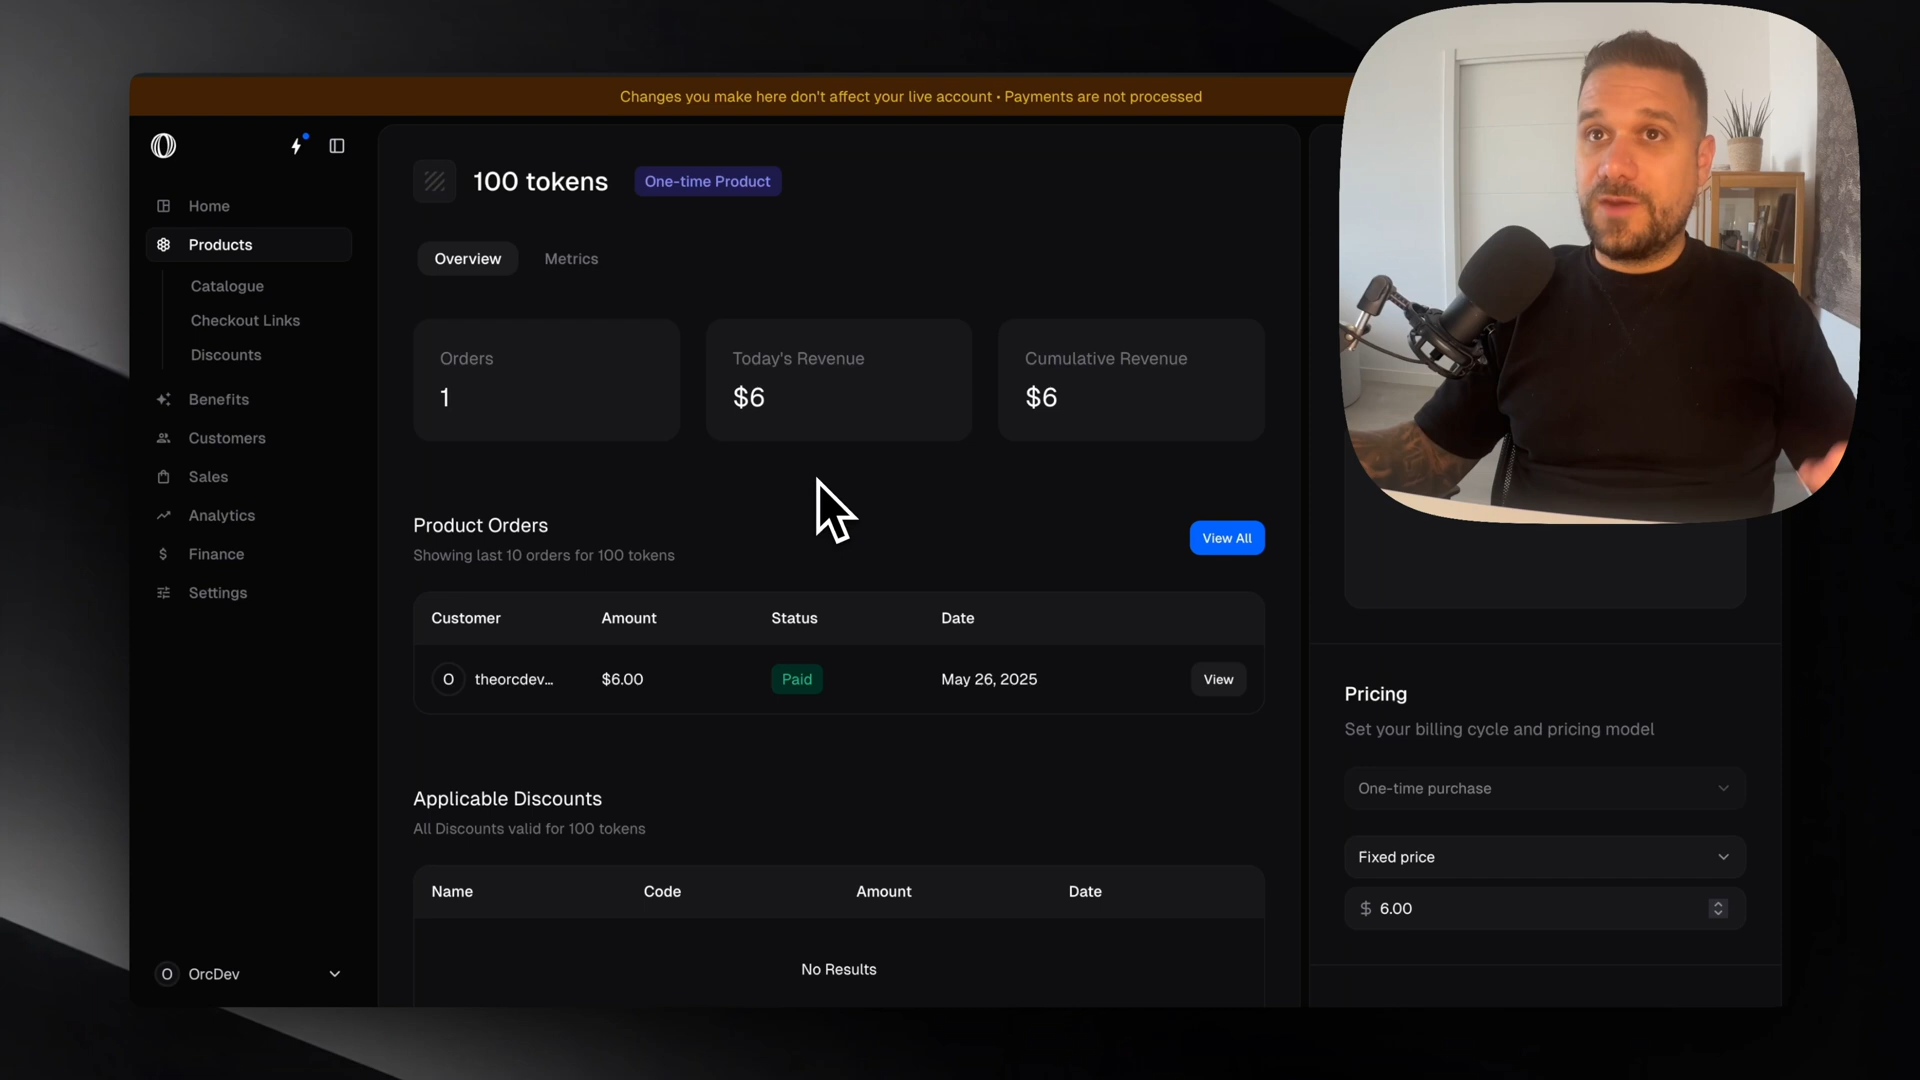 Changes you make here don't affect your live account • Payments are not processed
Home
Products
Catalogue
Checkout Links
Discounts
Benefits
Customers
Sales
Analytics
Finance
Settings
O OrcDev
100 tokens One-time Product
Overview Metrics
Orders
1
Today's Revenue
$6
Cumulative Revenue
$6
Product Orders
Showing last 10 orders for 100 tokens
View All
Customer Amount Status Date
O theorcdev... $6.00 Paid May 26, 2025 View
Applicable Discounts
All Discounts valid for 100 tokens
Name Code Amount Date
No Results
Pricing
Set your billing cycle and pricing model
One-time purchase
Fixed price
$ 6.00